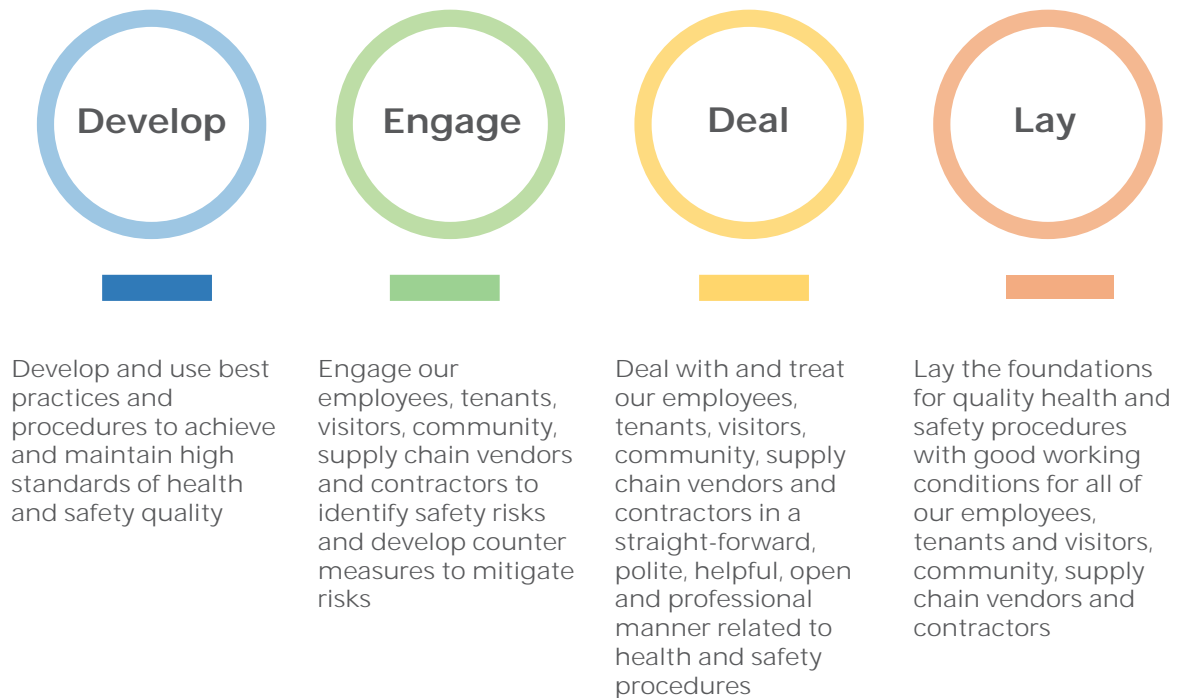 Develop
Engage
Deal
Lay
Develop and use best
practices and
procedures to achieve
and maintain high
standards of health
and safety quality
Engage our
employees, tenants,
visitors, community,
supply chain vendors
and contractors to
identify safety risks
and develop counter
measures to mitigate
risks
Deal with and treat
our employees,
tenants, visitors,
community, supply
chain vendors and
contractors in a
straight-forward,
polite, helpful, open
and professional
manner related to
health and safety
procedures
Lay the foundations
for quality health and
safety procedures
with good working
conditions for all of
our employees,
tenants and visitors,
community, supply
chain vendors and
contractors